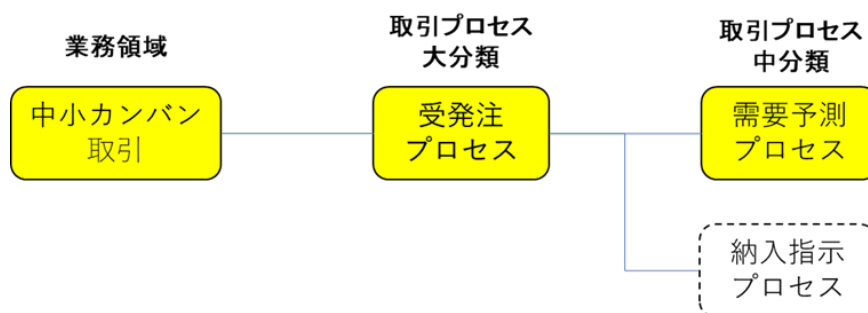 業務領域
取引プロセス
大分類
取引プロセス
中分類
中小カンバン
取引
受発注
プロセス
需要予測
プロセス
納入指示
プロセス